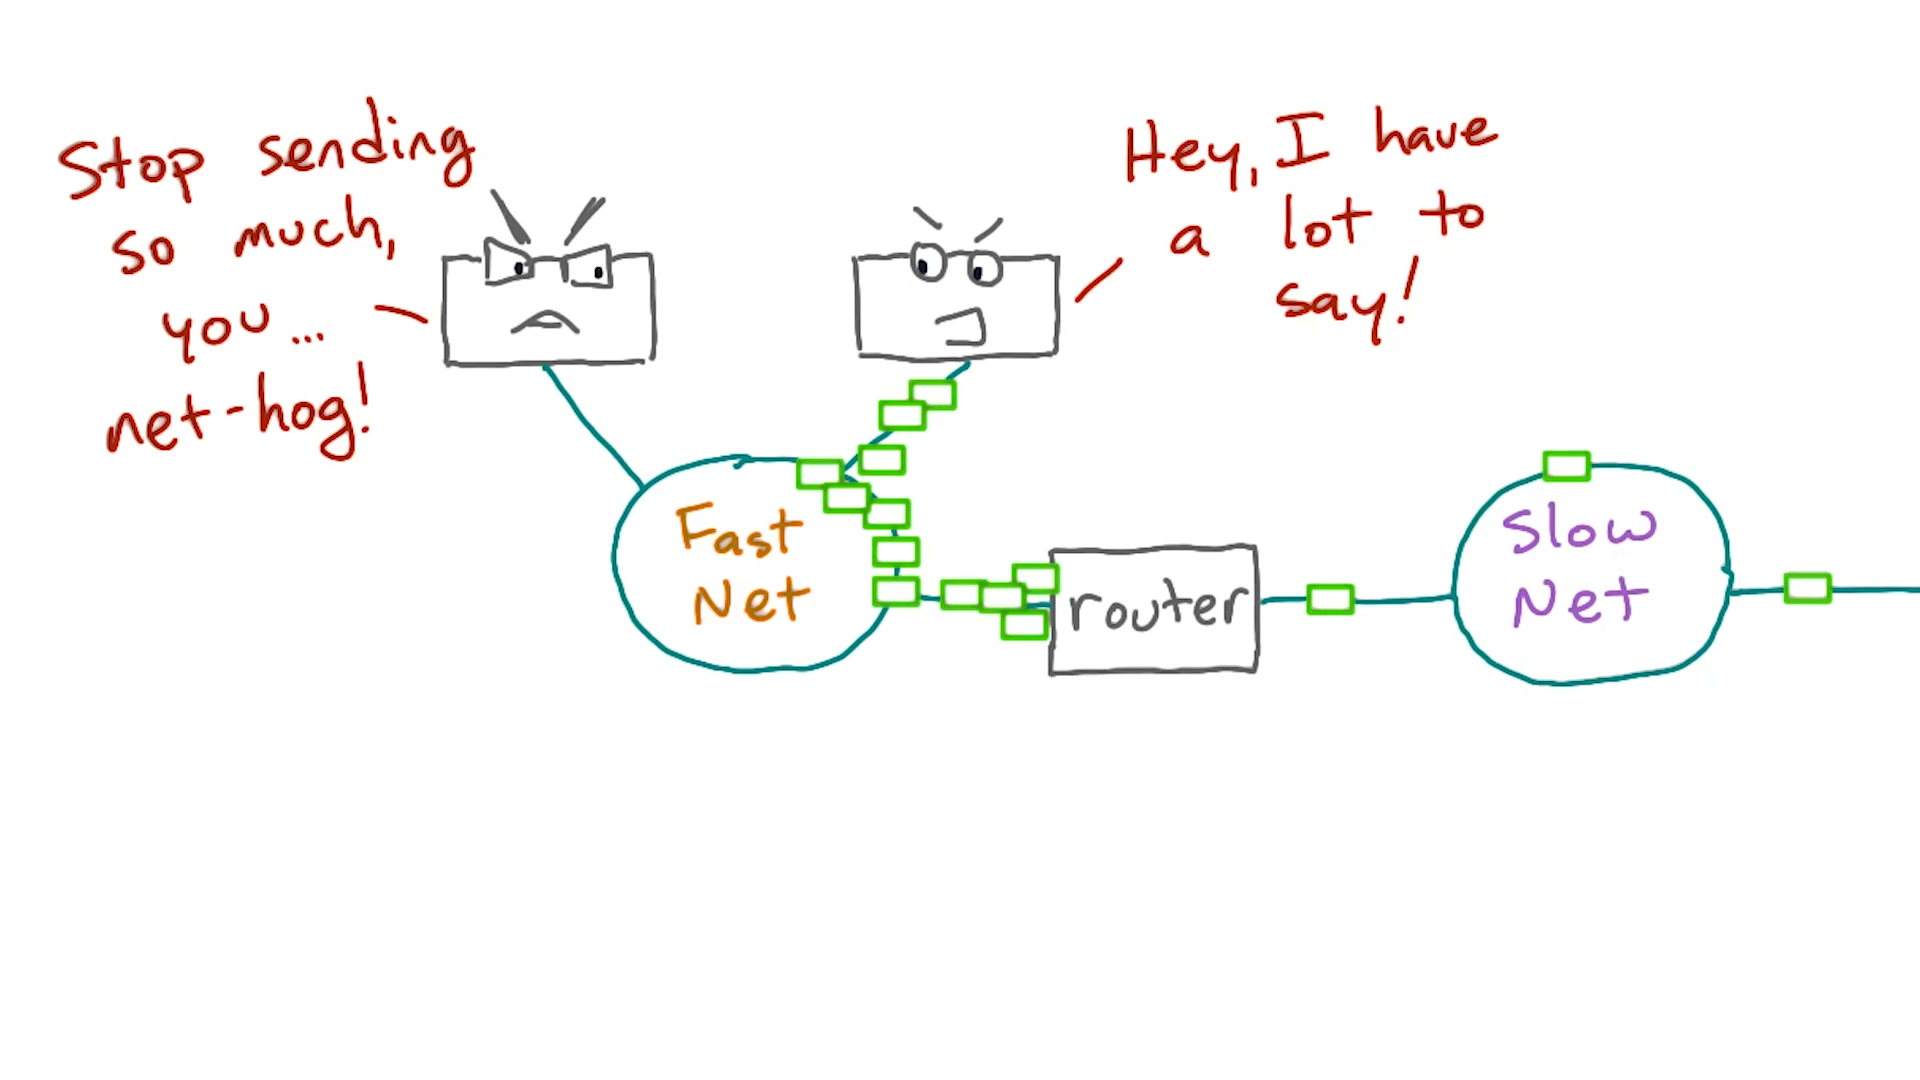 Stop sending
so much,
you...
net-hog!
Hey, I have
a lot to
say!
Fast
Net
router
Slow
Net